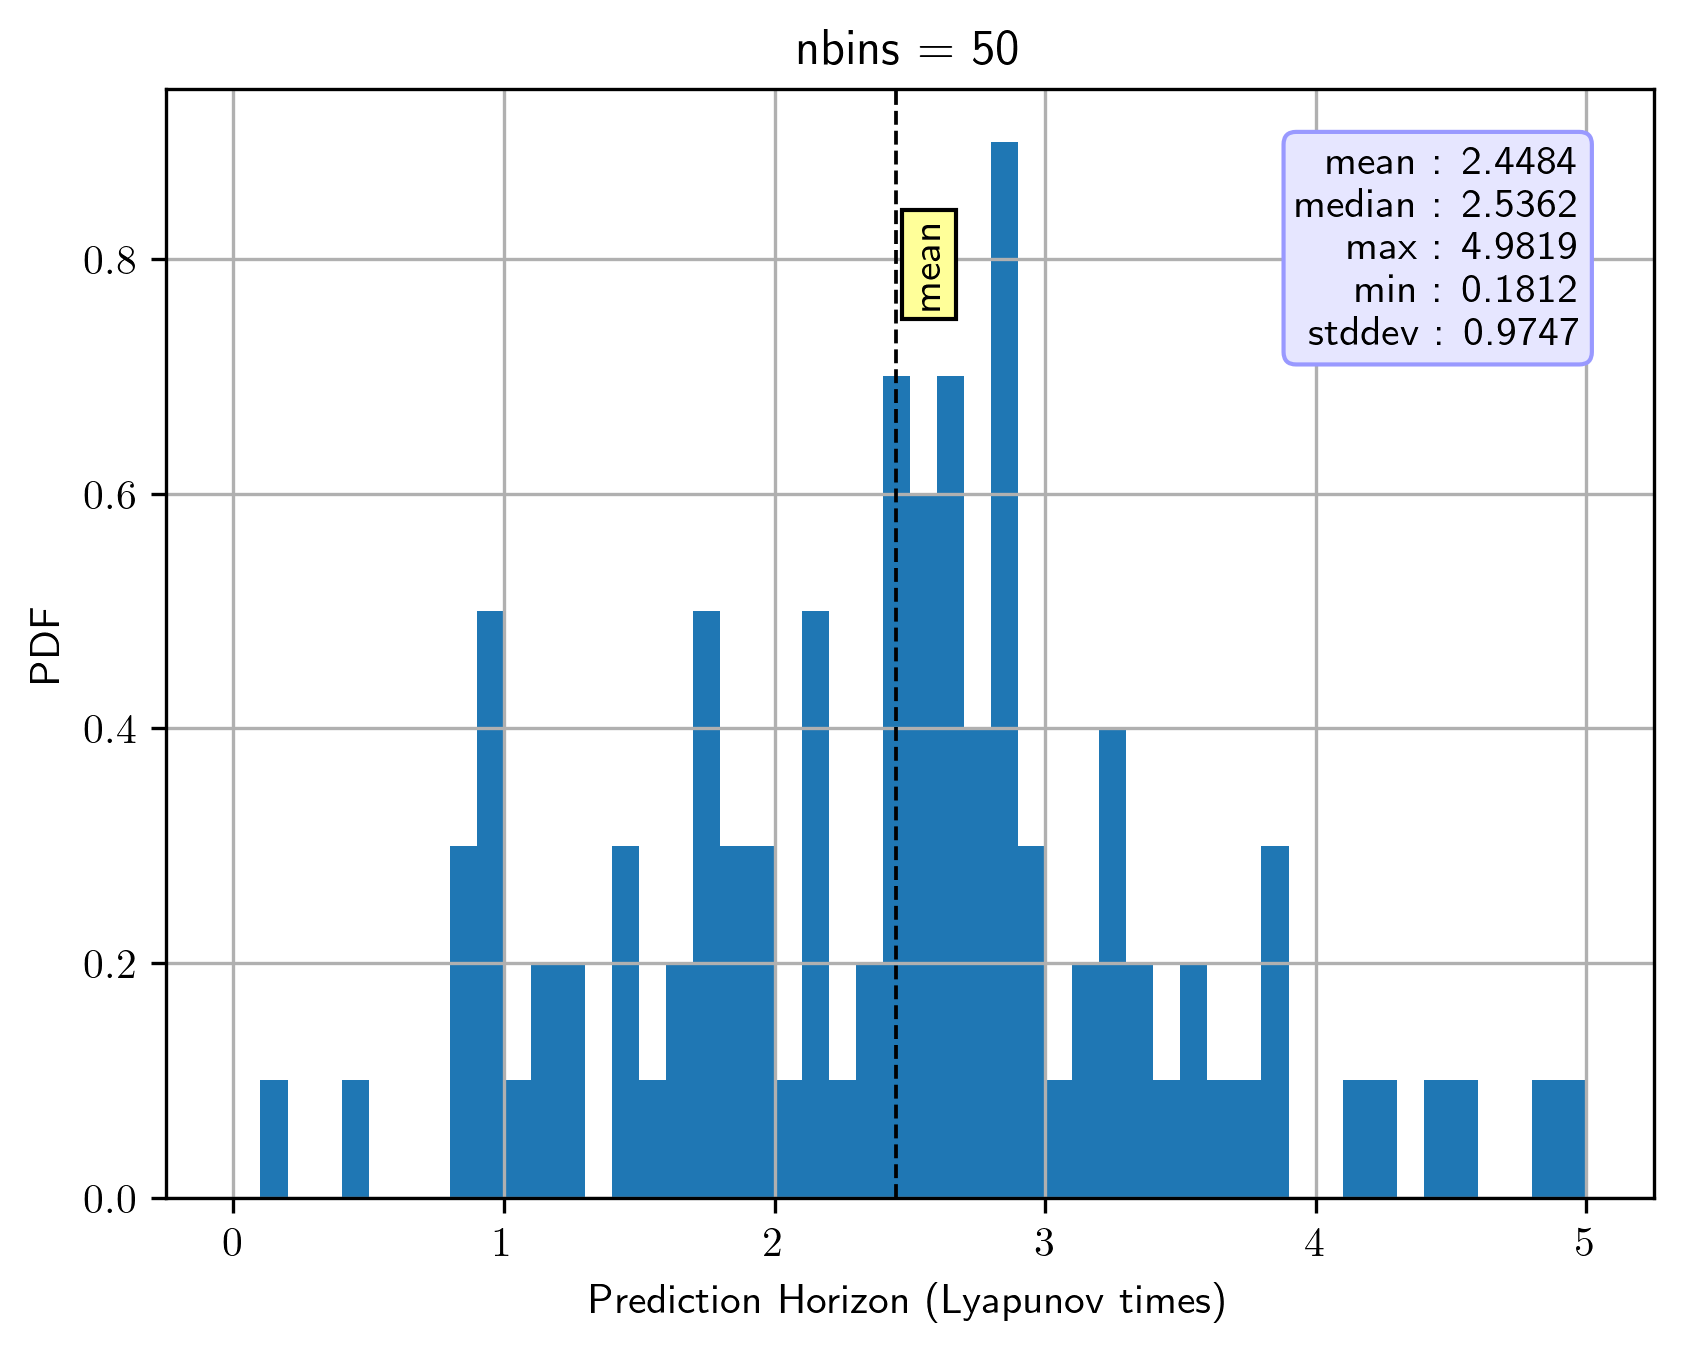 nbins = 50
mean : 2.4484
median : 2.5362
max : 4.9819
min : 0.1812
stddev : 0.9747
mean
PDF
0.8
0.6
0.4
0.2
0.0
0 1 2 3 4 5
Prediction Horizon (Lyapunov times)